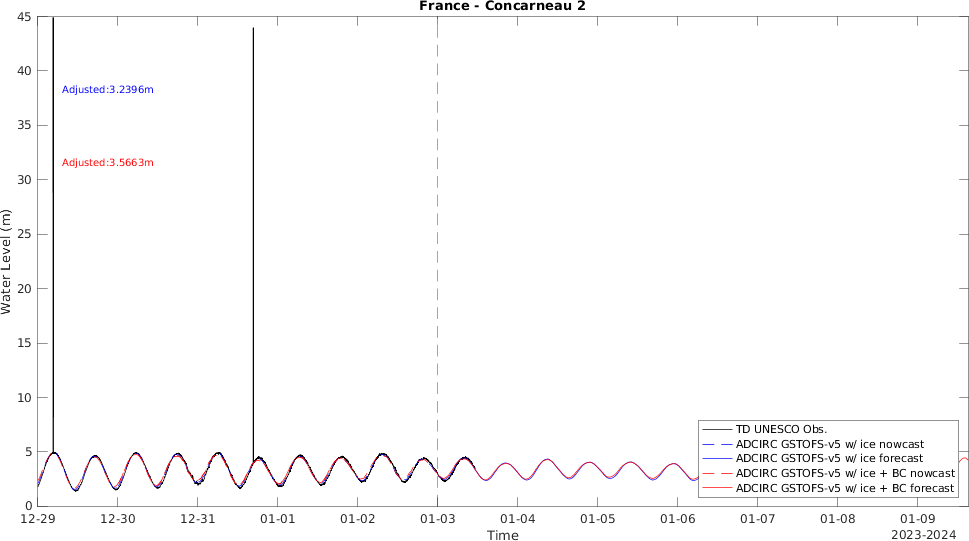 France - Concarneau 2
45
40
35
30
25
20
15
10
5
0
Water Level (m)
Adjusted:3.2396m
Adjusted:3.5663m
TD UNESCO Obs.
ADCIRC GSTOFS-v5 w/ ice nowcast
ADCIRC GSTOFS-v5 w/ ice forecast
ADCIRC GSTOFS-v5 w/ ice + BC nowcast
ADCIRC GSTOFS-v5 w/ ice + BC forecast
12-29 12-30 12-31 01-01 01-02 01-03 01-04 01-05 01-06 01-07 01-08 01-09
Time
2023-2024